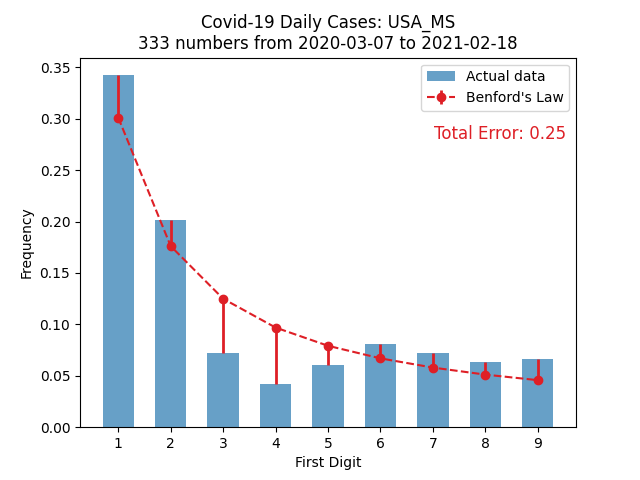 Covid-19 Daily Cases: USA_MS
333 numbers from 2020-03-07 to 2021-02-18
Actual data
Benford's Law
Total Error: 0.25
0.35
0.30
0.25
0.20
0.15
0.10
0.05
0.00
Frequency
1 2 3 4 5 6 7 8 9
First Digit